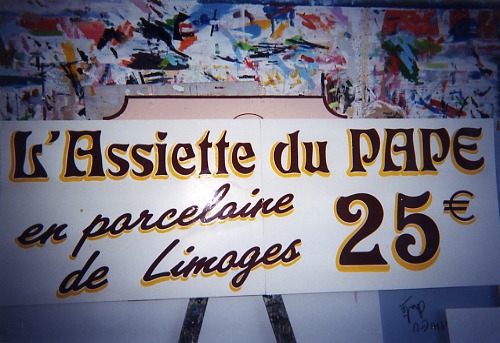 L'Assiette du PAPE
en porcelaine
de Limoges
25€